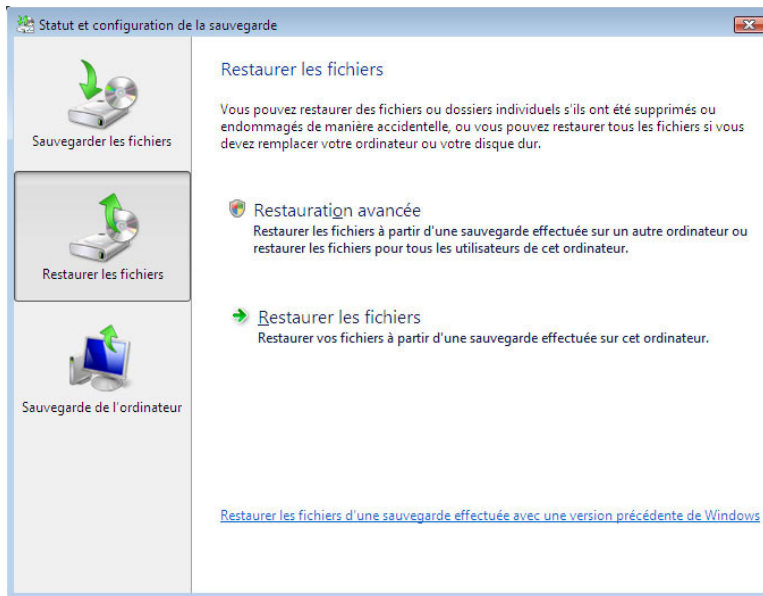 Statut et configuration de la sauvegarde
Sauvegarder les fichiers
Restaurer les fichiers
Sauvegarde de l'ordinateur
Restaurer les fichiers
Vous pouvez restaurer des fichiers ou dossiers individuels s'ils ont été supprimés ou
endommagés de manière accidentelle, ou vous pouvez restaurer tous les fichiers si vous
devez remplacer votre ordinateur ou votre disque dur.
Restauration avancée
Restaurer les fichiers à partir d'une sauvegarde effectuée sur un autre ordinateur ou
restaurer les fichiers pour tous les utilisateurs de cet ordinateur.
Restaurer les fichiers
Restaurer vos fichiers à partir d'une sauvegarde effectuée sur cet ordinateur.
Restaurer les fichiers d'une sauvegarde effectuée avec une version précédente de Windows